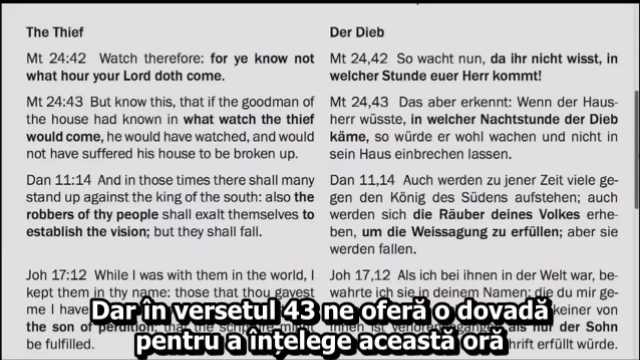 The Thief
Mt 24:42 Watch therefore: for ye know not
what hour your Lord doth come.
Mt 24:43 But know this, that if the goodman of
the house had known in what watch the thief
would come, he would have watched, and would
not have suffered his house to be broken up.
Dan 11:14 And in those times there shall many
stand up against the king of the south: also the
robbers of thy people shall exalt themselves to
establish the vision; but they shall fall.
Joh 17:12 While I was with them in the world, I
kept them in thy name: those that thou gavest
me I have
the son of perdition; that the scripture might
be fulfilled.
Der Dieb
Mt 24,42 So wacht nun, da ihr nicht wisst, in
welcher Stunde euer Herr kommt!
Mt 24,43 Das aber erkennt: Wenn der Haus-
herr wüsste, in welcher Nachtstunde der Dieb
käme, so würde er wohl wachen und nicht in
sein Haus einbrechen lassen.
Dan 11,14 Auch werden zu jener Zeit viele ge-
gen den König des Südens aufstehen; auch
werden sich die Räuber deines Volkes erhe-
ben, um die Weissagung zu erfüllen; aber sie
werden fallen.
Joh 17,12 Als ich bei ihnen in der Welt war, be-
wahrte ich sie in deinem Namen; die du mir ge-
keiner von
ihnen ist verlorengegangen als nur der Sohn
hrift erfüllt würde.
Dar în versetul 43 ne oferă o dovadă
pentru a înțelege această oră